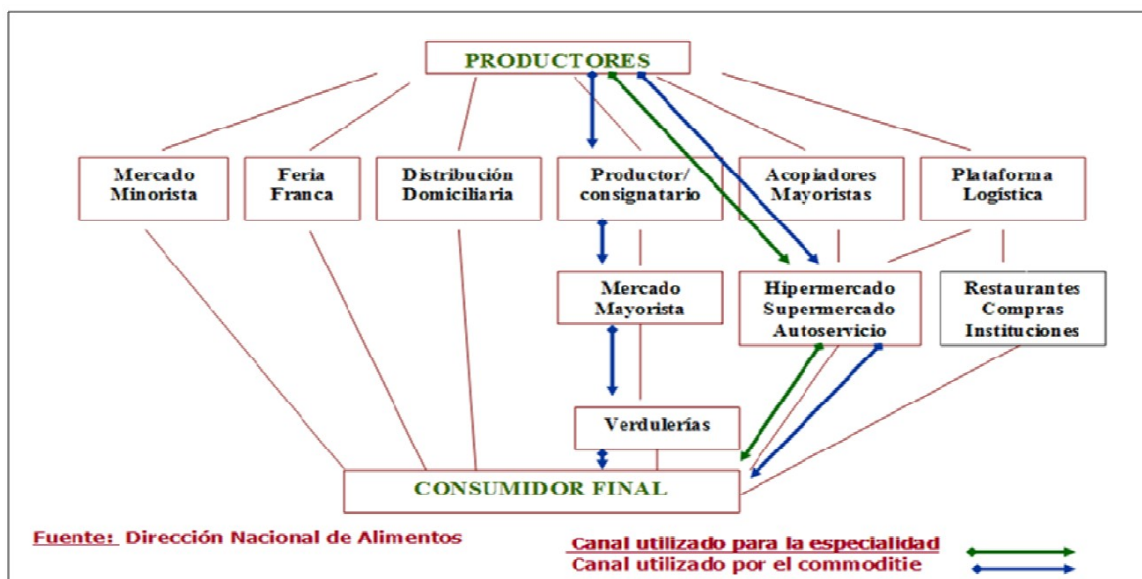 PRODUCTORES
Mercado
Minorista
Feria
Franca
Distribución
Domiciliaria
Productor/
consignatario
Acopiadores
Mayoristas
Plataforma
Logística
Mercado
Mayorista
Hipermercado
Supermercado
Autoservicio
Restaurantes
Compras
Instituciones
Verdulerías
CONSUMIDOR FINAL
Fuente: Dirección Nacional de Alimentos
Canal utilizado para la especialidad
Canal utilizado por el commoditie